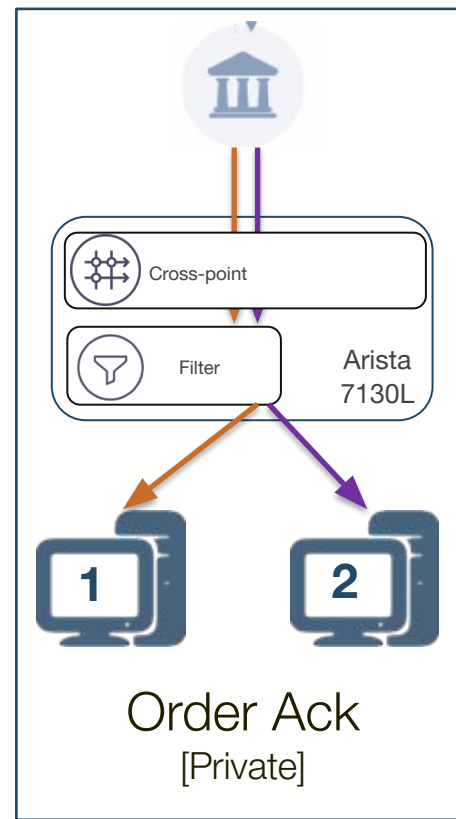 Cross-point
Filter
Arista
7130L
1
2
Order Ack
[Private]